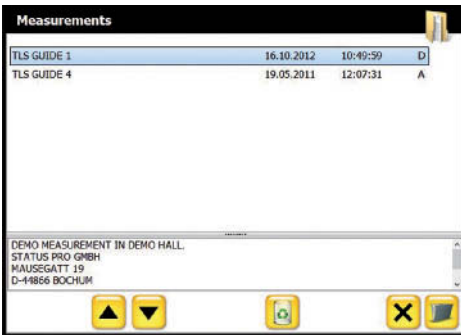 Measurements
TLS GUIDE 1 16.10.2012 10:49:59 D
TLS GUIDE 4 19.05.2011 12:07:31 A
DEMO MEASUREMENT IN DEMO HALL.
STATUS PRO GMBH
MAUSEGATT 19
D-44866 BOCHUM